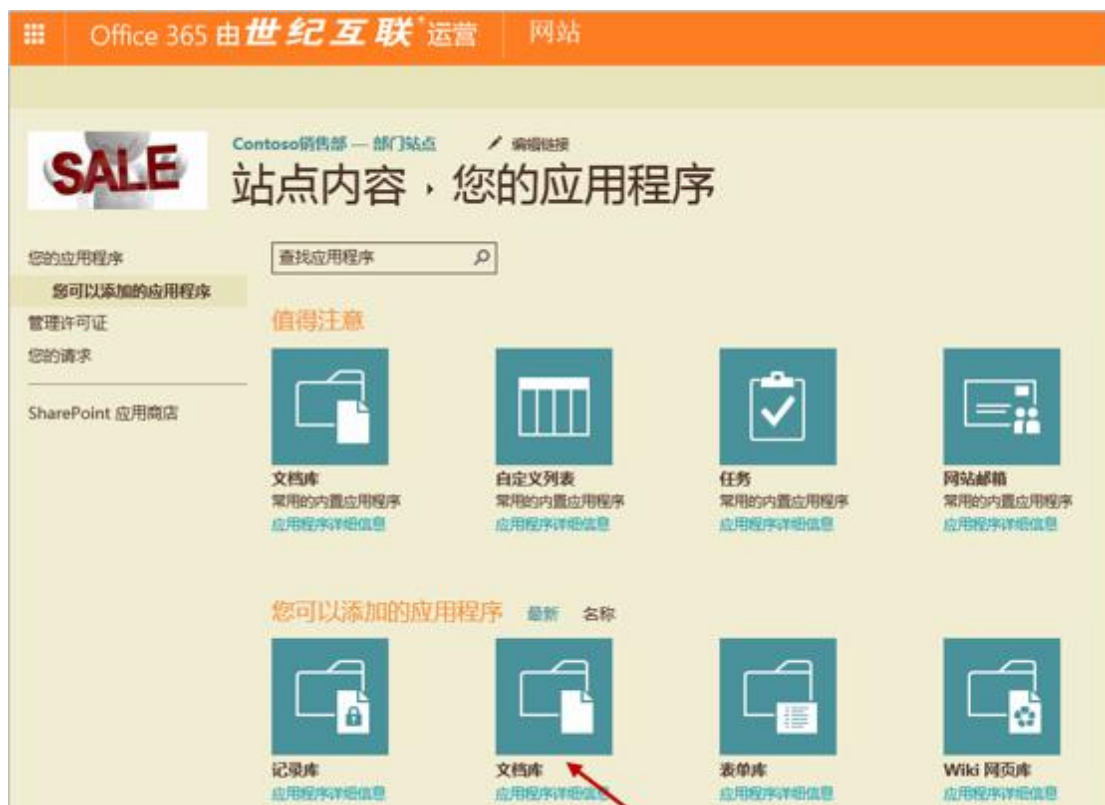 Office 365 由世纪互联运营 网站
SALE
Contoso销售部 — 部门站点 编辑链接
站点内容 › 您的应用程序
您的应用程序
您可以添加的应用程序
管理许可证
您的请求
SharePoint 应用商店
查找应用程序
值得注意
文档库 自定义列表 任务 网站邮箱
常用的内置应用程序 常用的内置应用程序 常用的内置应用程序 常用的内置应用程序
应用程序详细信息 应用程序详细信息 应用程序详细信息 应用程序详细信息
您可以添加的应用程序 最新 名称
记录库 文档库 表单库 Wiki 网页库
应用程序详细信息 应用程序详细信息 应用程序详细信息 应用程序详细信息